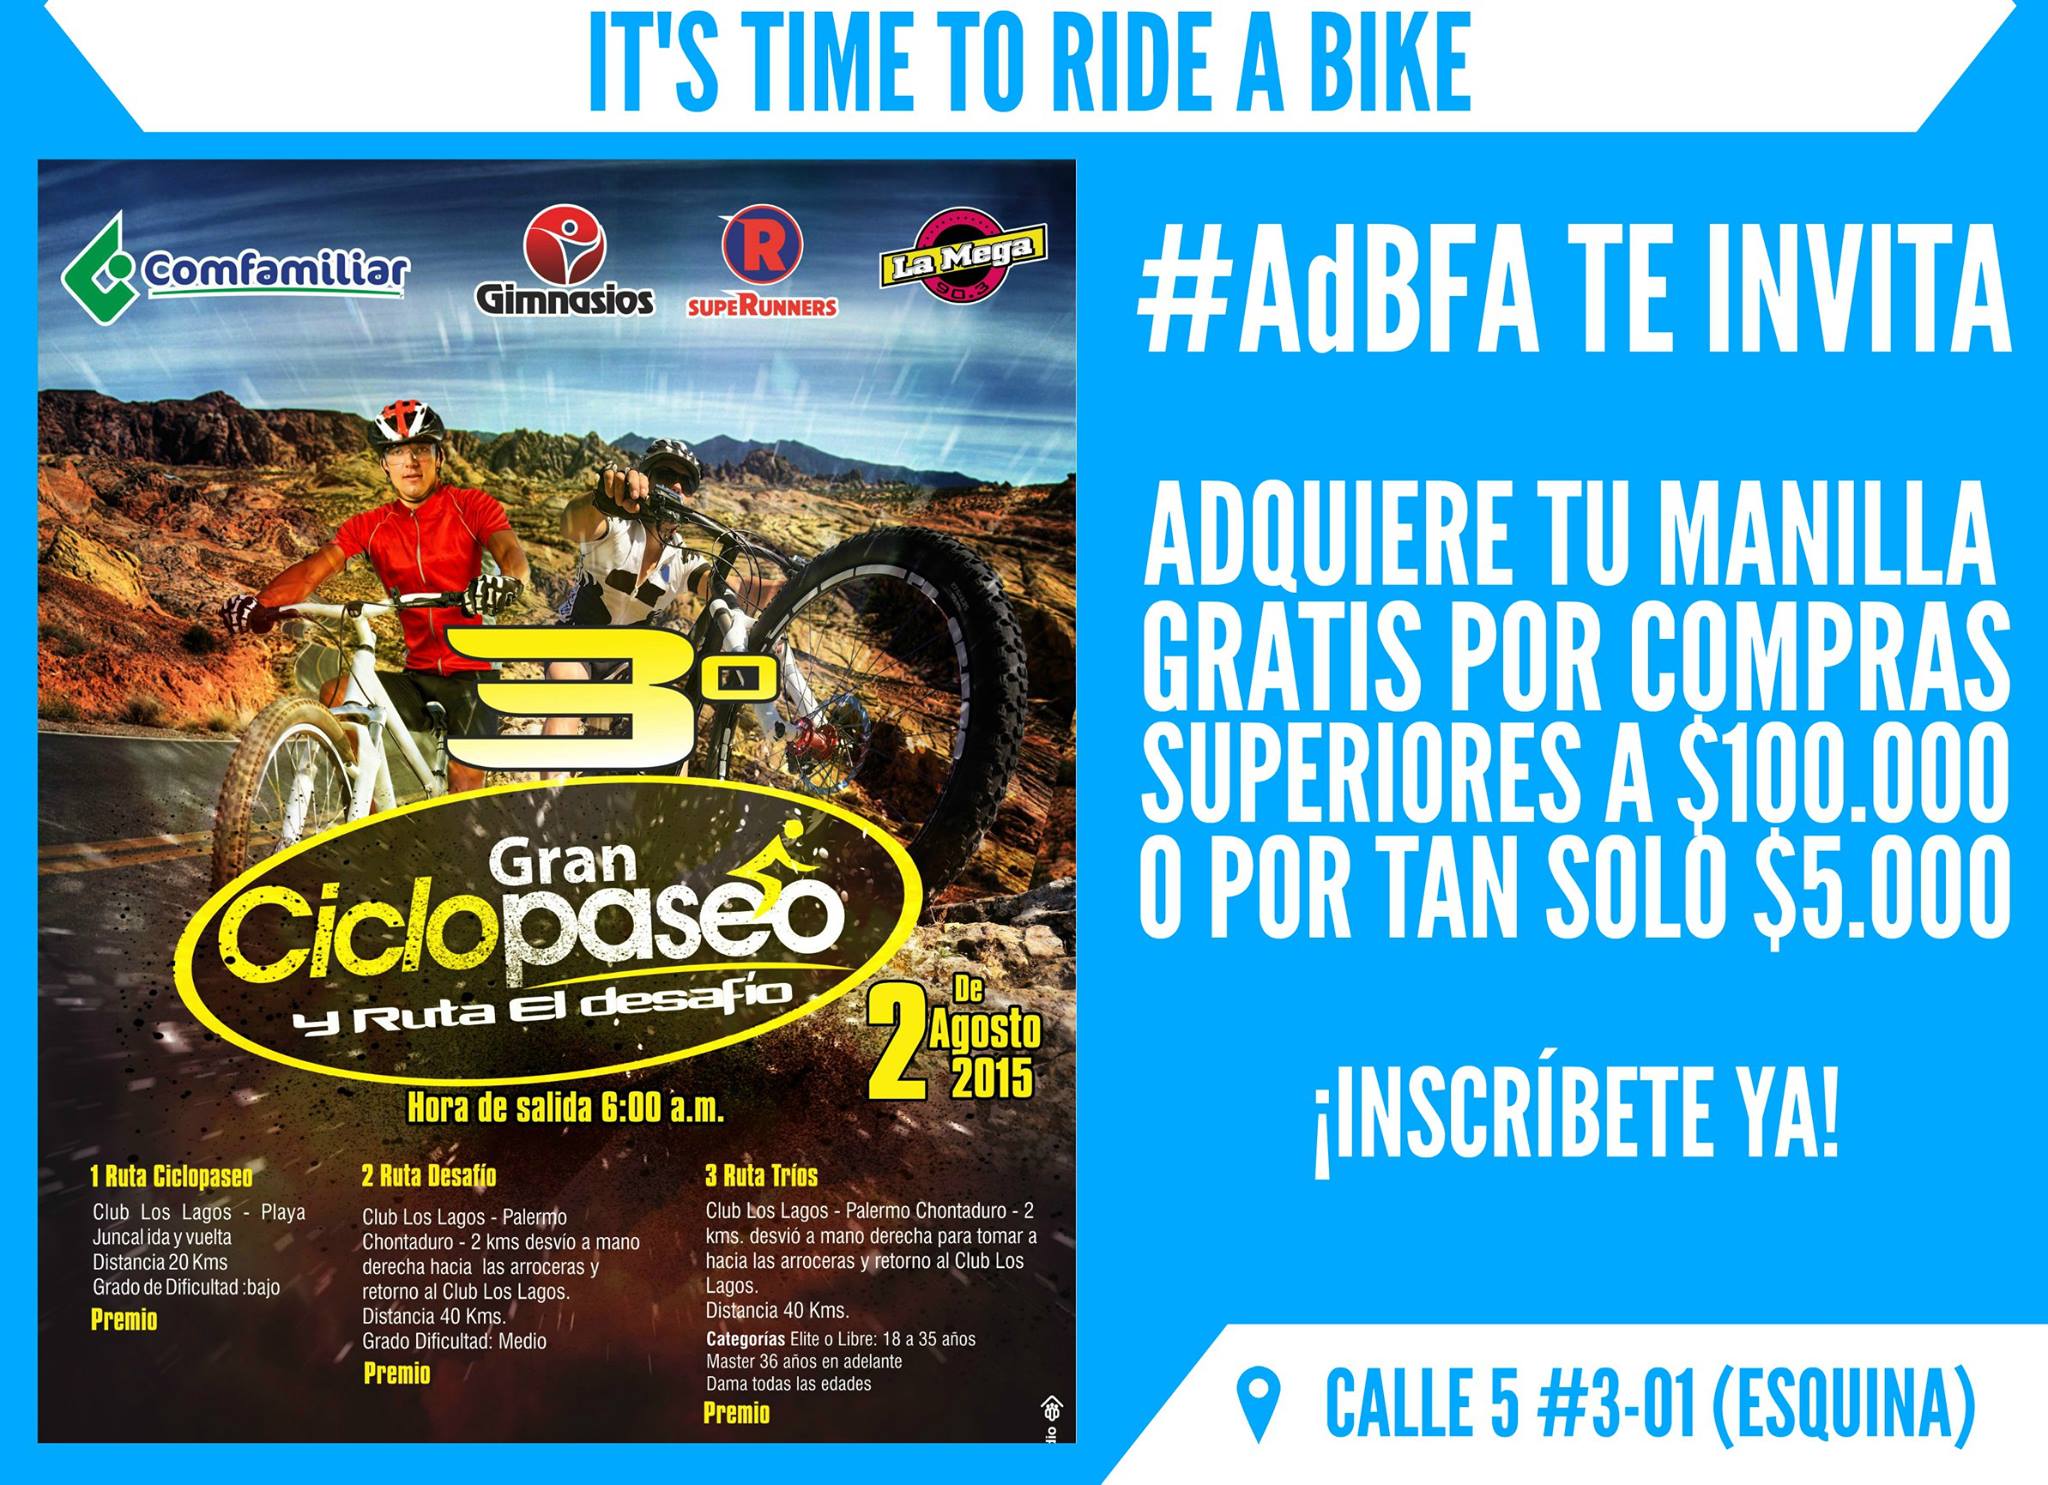 IT'S TIME TO RIDE A BIKE
Comfamiliar
Gimnasios
R
SUPERUNNERS
La Mega
90.3
3º
Gran
Ciclopaseo
y Ruta El desafío
2 De
Agosto
2015
Hora de salida 6:00 a.m.
1 Ruta Ciclopaseo
Club Los Lagos - Playa
Juncal ida y vuelta
Distancia 20 Kms
Grado de Dificultad :bajo
Premio
2 Ruta Desafío
Club Los Lagos - Palermo
Chontaduro - 2 kms desvío a mano
derecha hacia las arroceras y
retorno al Club Los Lagos.
Distancia 40 Kms.
Grado Dificultad: Medio
Premio
3 Ruta Tríos
Club Los Lagos - Palermo Chontaduro - 2
kms. desvió a mano derecha para tomar a
hacia las arroceras y retorno al Club Los
Lagos.
Distancia 40 Kms.
Categorías Elite o Libre: 18 a 35 años
Master 36 años en adelante
Dama todas las edades
Premio
#AdBFA TE INVITA
ADQUIERE TU MANILLA
GRATIS POR COMPRAS
SUPERIORES A $100.000
O POR TAN SOLO $5.000
¡INSCRÍBETE YA!
CALLE 5 #3-01 (ESQUINA)